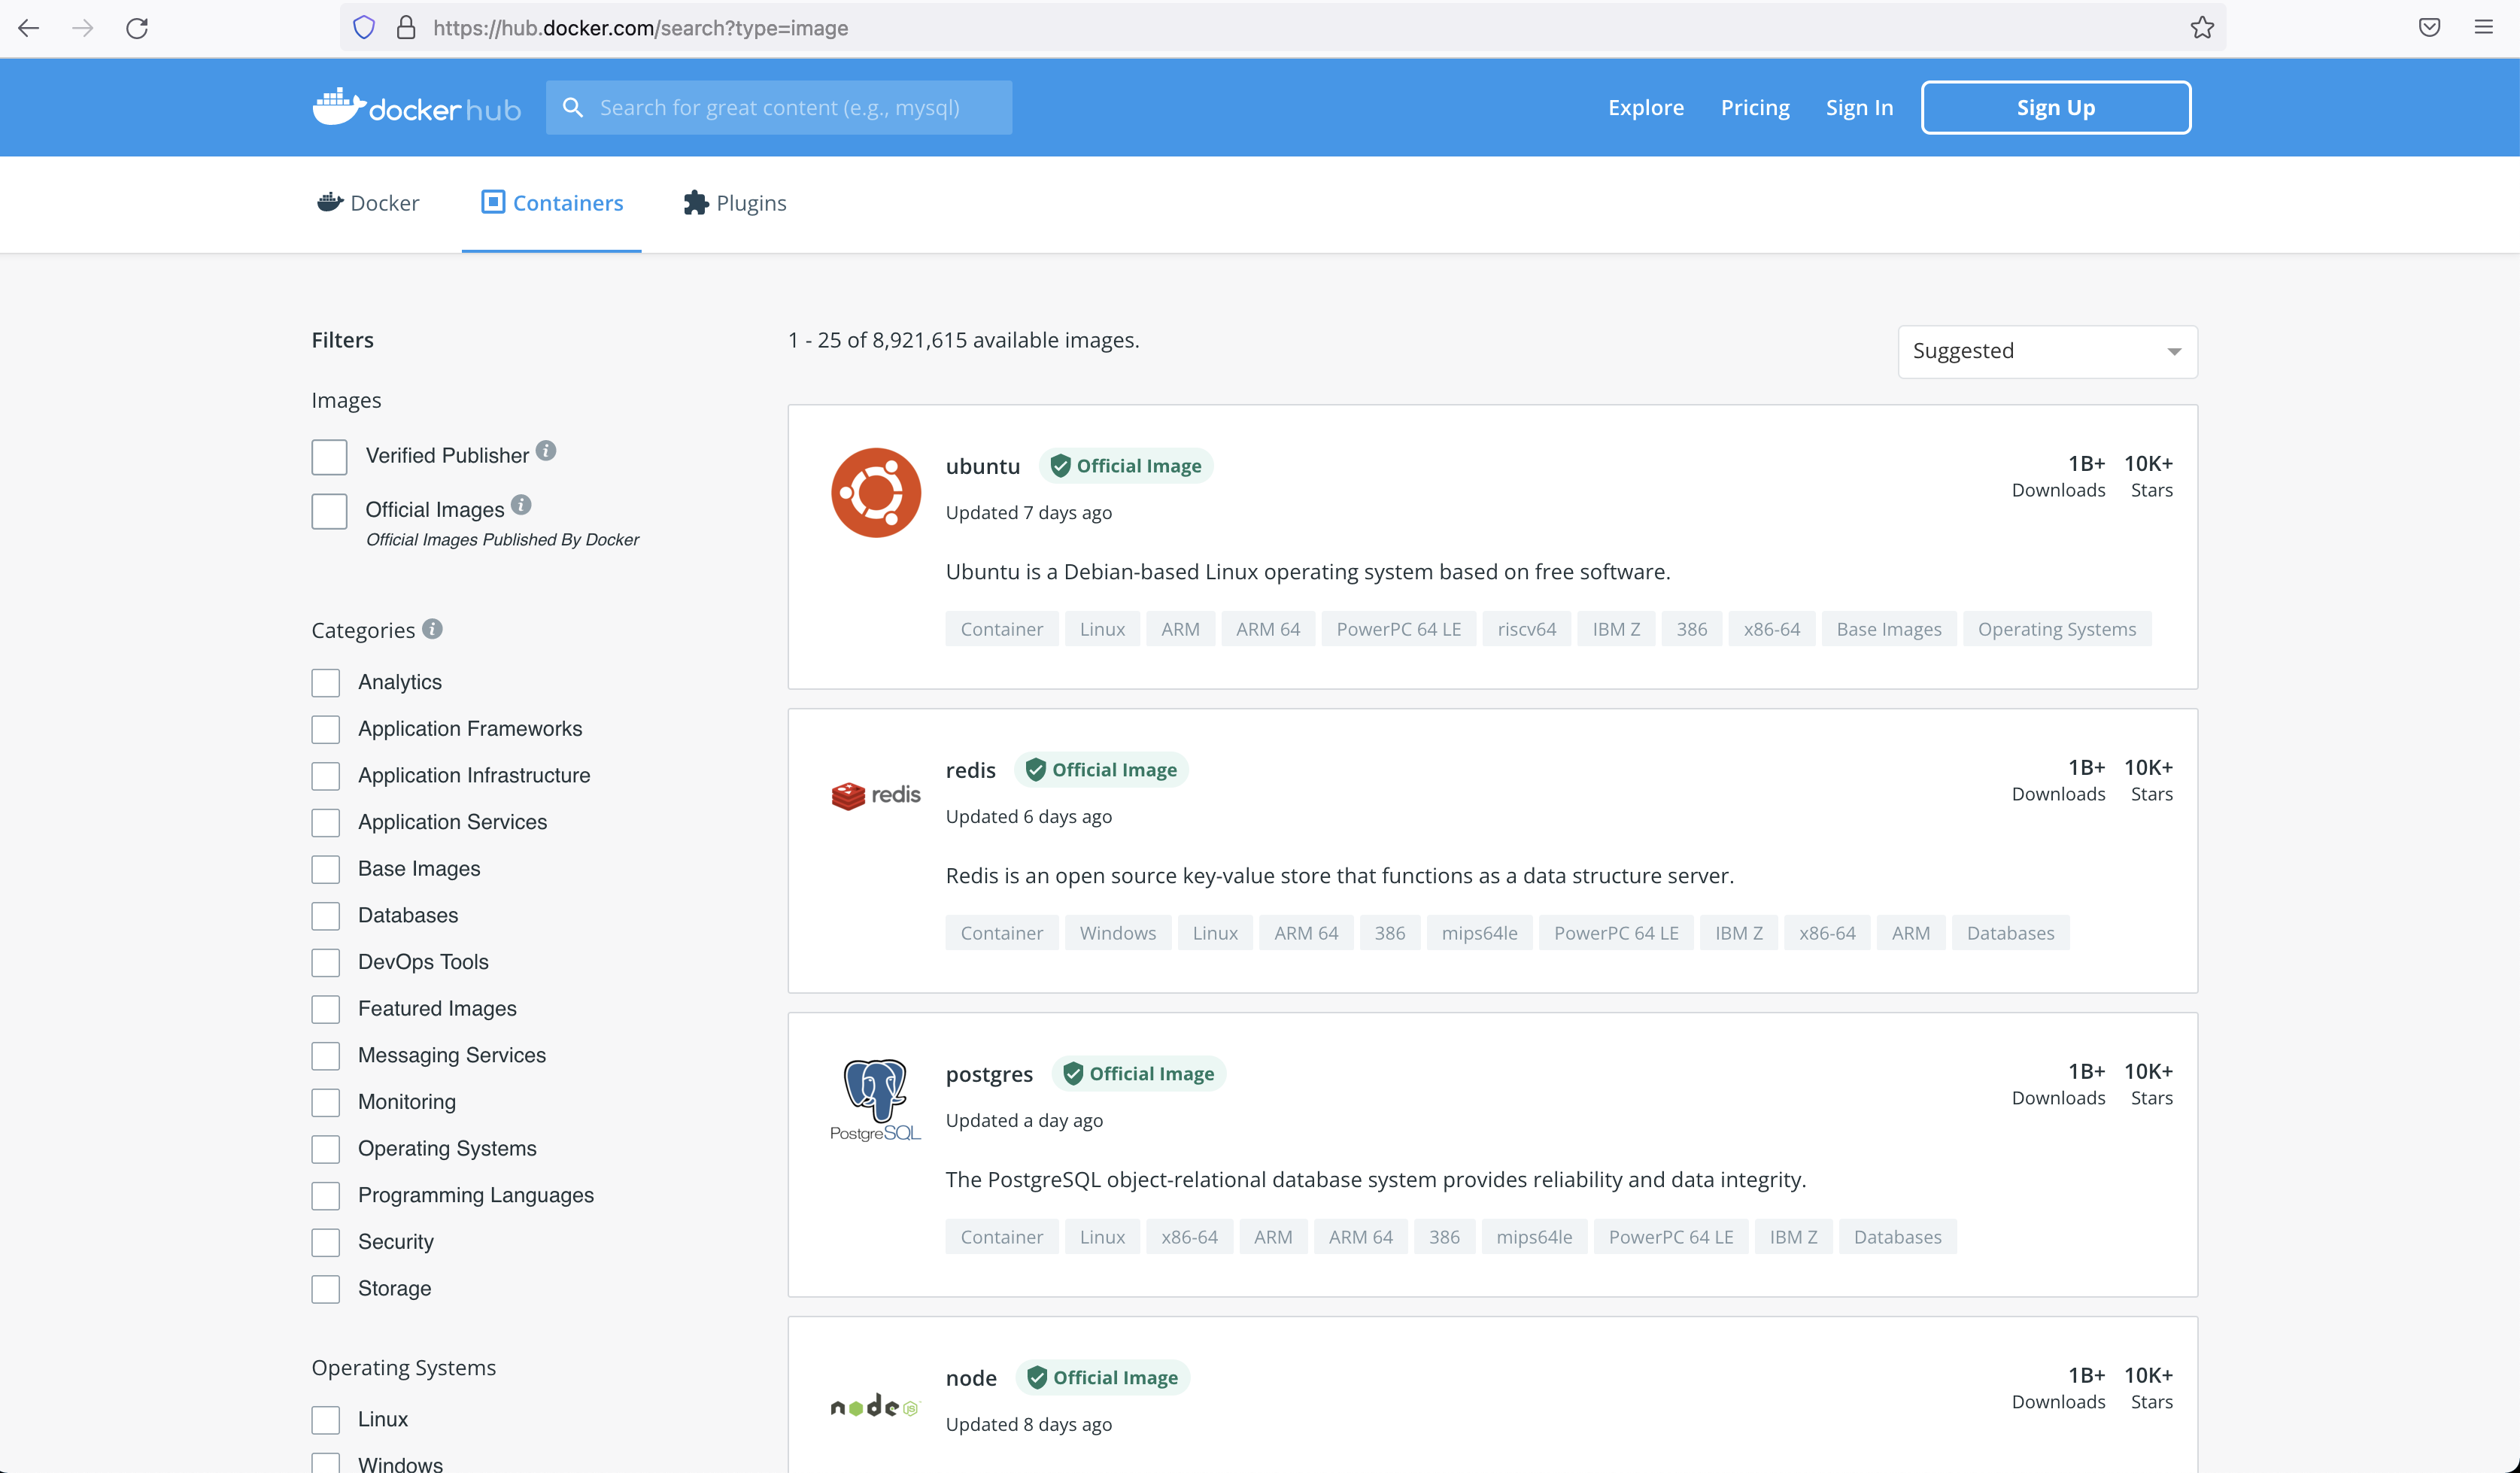 https://hub.docker.com/search?type=image
docker hub
Search for great content (e.g., mysql)
Explore
Pricing
Sign In
Sign Up
Docker
Containers
Plugins
Filters
Images
Verified Publisher
Official Images
Official Images Published By Docker
Categories
Analytics
Application Frameworks
Application Infrastructure
Application Services
Base Images
Databases
DevOps Tools
Featured Images
Messaging Services
Monitoring
Operating Systems
Programming Languages
Security
Storage
Operating Systems
Linux
Windows
1 - 25 of 8,921,615 available images.
Suggested
ubuntu
Official Image
1B+ 10K+
Downloads Stars
Updated 7 days ago
Ubuntu is a Debian-based Linux operating system based on free software.
Container Linux ARM ARM 64 PowerPC 64 LE riscv64 IBM Z 386 x86-64 Base Images Operating Systems
redis
redis
Official Image
1B+ 10K+
Downloads Stars
Updated 6 days ago
Redis is an open source key-value store that functions as a data structure server.
Container Windows Linux ARM 64 386 mips64le PowerPC 64 LE IBM Z x86-64 ARM Databases
PostgreSQL
postgres
Official Image
1B+ 10K+
Downloads Stars
Updated a day ago
The PostgreSQL object-relational database system provides reliability and data integrity.
Container Linux x86-64 ARM ARM 64 386 mips64le PowerPC 64 LE IBM Z Databases
node JS
node
Official Image
1B+ 10K+
Downloads Stars
Updated 8 days ago